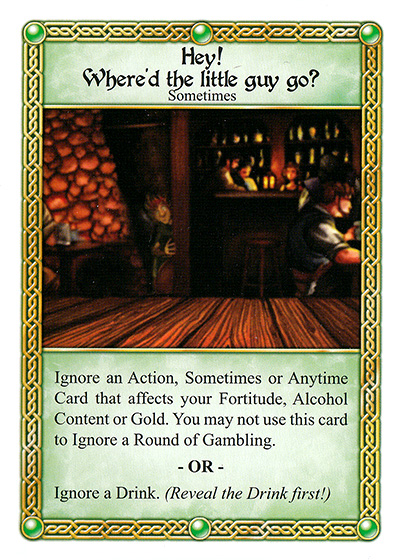 Hey!
Where'd the little guy go?
Sometimes
Ignore an Action, Sometimes or Anytime
Card that affects your Fortitude, Alcohol
Content or Gold. You may not use this card
to Ignore a Round of Gambling.
- OR -
Ignore a Drink. (Reveal the Drink first!)